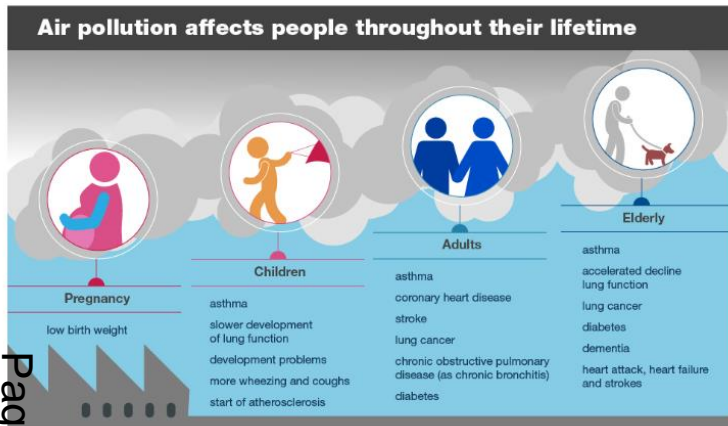 Air pollution affects people throughout their lifetime
Pregnancy
low birth weight
Children
asthma
slower development
of lung function
development problems
more wheezing and coughs
start of atherosclerosis
Adults
asthma
coronary heart disease
stroke
lung cancer
chronic obstructive pulmonary
disease (as chronic bronchitis)
diabetes
Elderly
asthma
accelerated decline
lung function
lung cancer
diabetes
dementia
heart attack, heart failure
and strokes